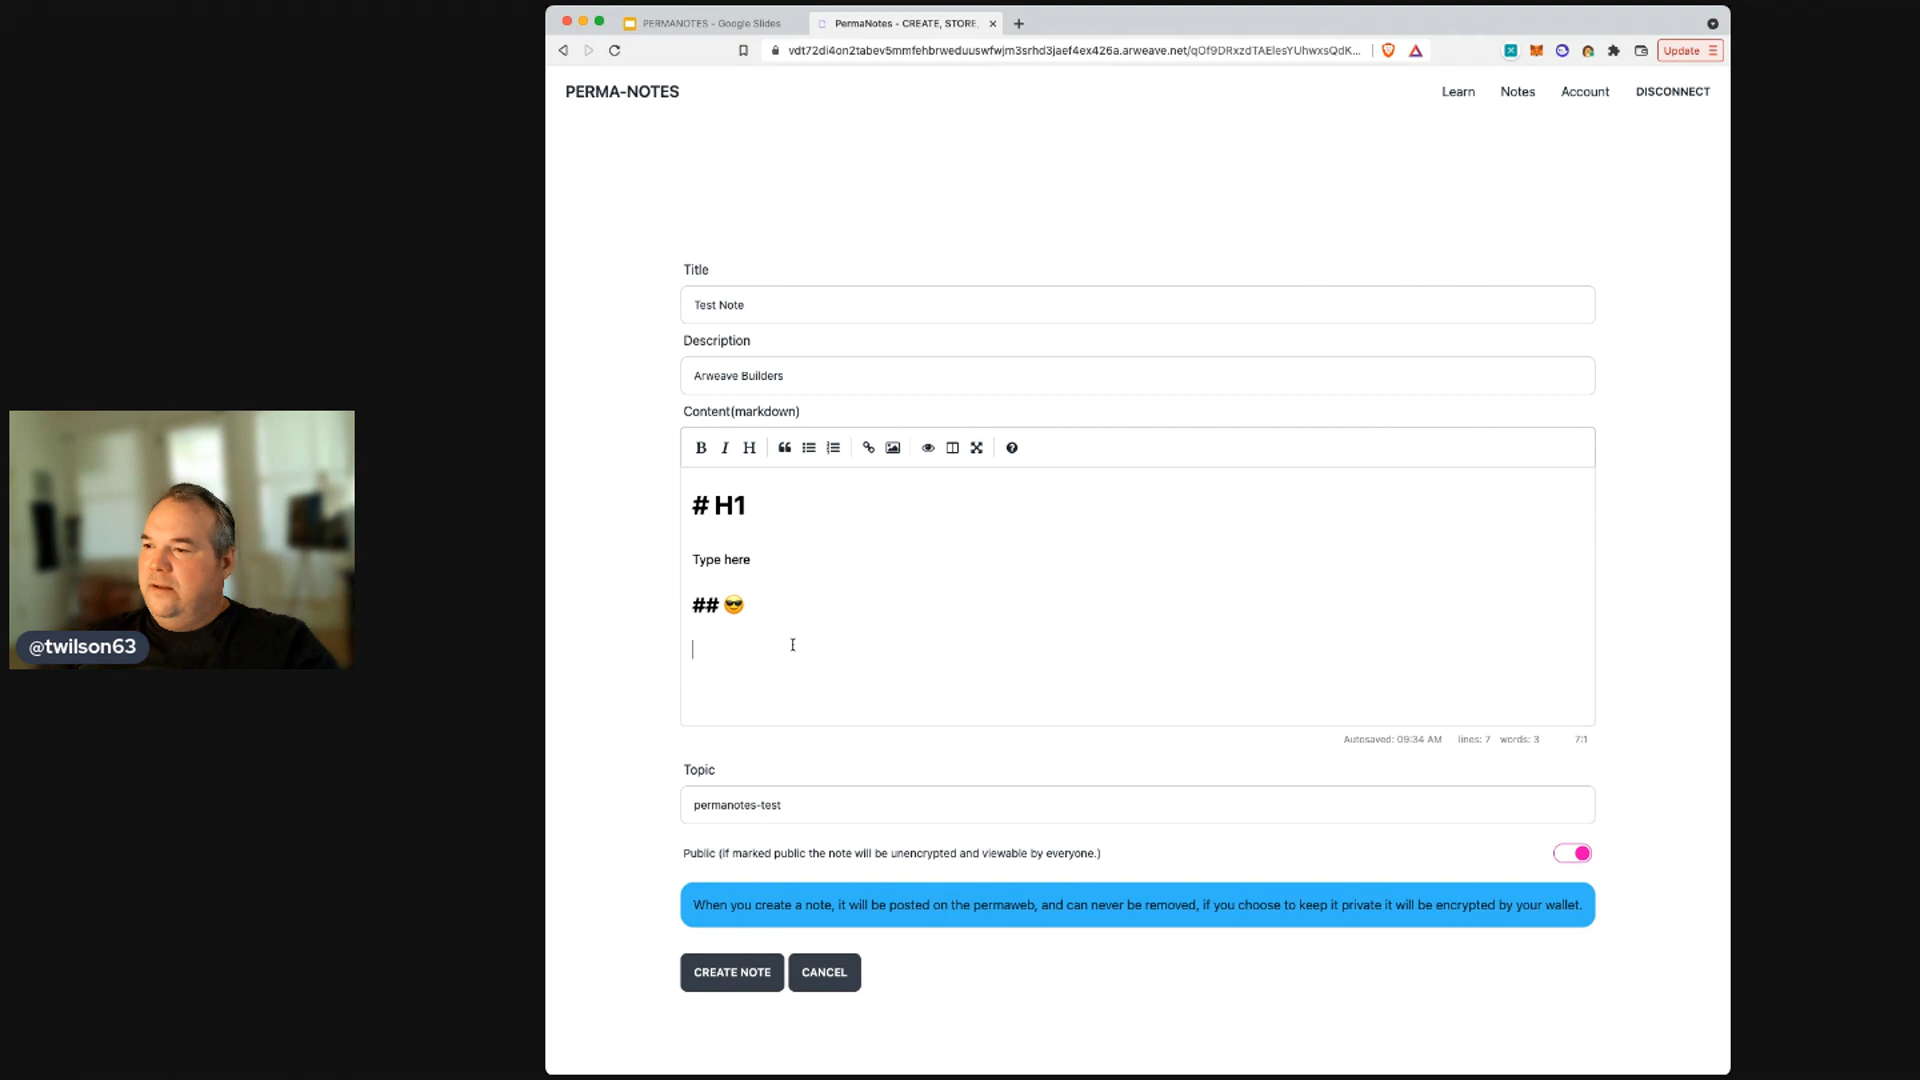 PERMANOTES - Google Slides
PermaNotes - CREATE, STORE,
vdt72di4on2tabev5mmfehbrweduuswfwjm3srhd3jaef4ex426a.arweave.net/qOf9DRxzdTAElesYUhwxsQdK...
Update
PERMA-NOTES
Learn
Notes
Account
DISCONNECT
Title
Test Note
Description
Arweave Builders
Content(markdown)
B I H
# H1
Type here
## 😎
Autosaved: 09:34 AM lines: 7 words: 3 7:1
Topic
permanotes-test
Public (if marked public the note will be unencrypted and viewable by everyone.)
When you create a note, it will be posted on the permaweb, and can never be removed, if you choose to keep it private it will be encrypted by your wallet.
CREATE NOTE
CANCEL
@twilson63